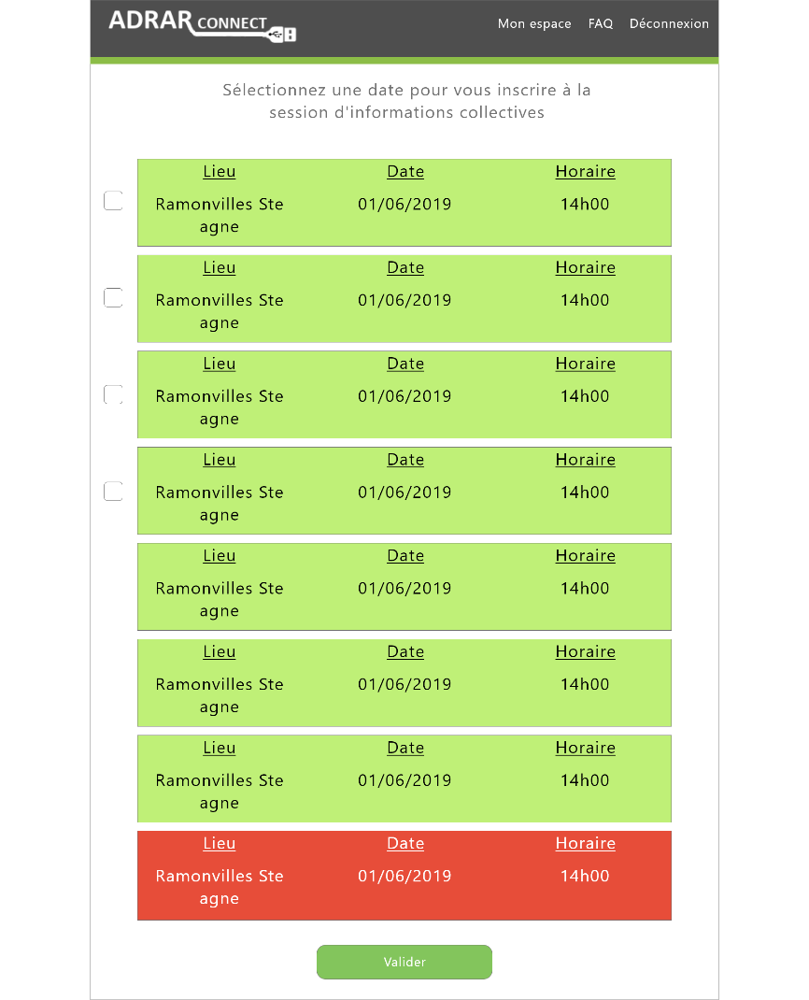 ADRAR CONNECT
Mon espace FAQ Déconnexion
Sélectionnez une date pour vous inscrire à la
session d'informations collectives
Lieu Date Horaire
Ramonvilles Ste 01/06/2019 14h00
agne
Lieu Date Horaire
Ramonvilles Ste 01/06/2019 14h00
agne
Lieu Date Horaire
Ramonvilles Ste 01/06/2019 14h00
agne
Lieu Date Horaire
Ramonvilles Ste 01/06/2019 14h00
agne
Lieu Date Horaire
Ramonvilles Ste 01/06/2019 14h00
agne
Lieu Date Horaire
Ramonvilles Ste 01/06/2019 14h00
agne
Lieu Date Horaire
Ramonvilles Ste 01/06/2019 14h00
agne
Lieu Date Horaire
Ramonvilles Ste 01/06/2019 14h00
agne
Valider